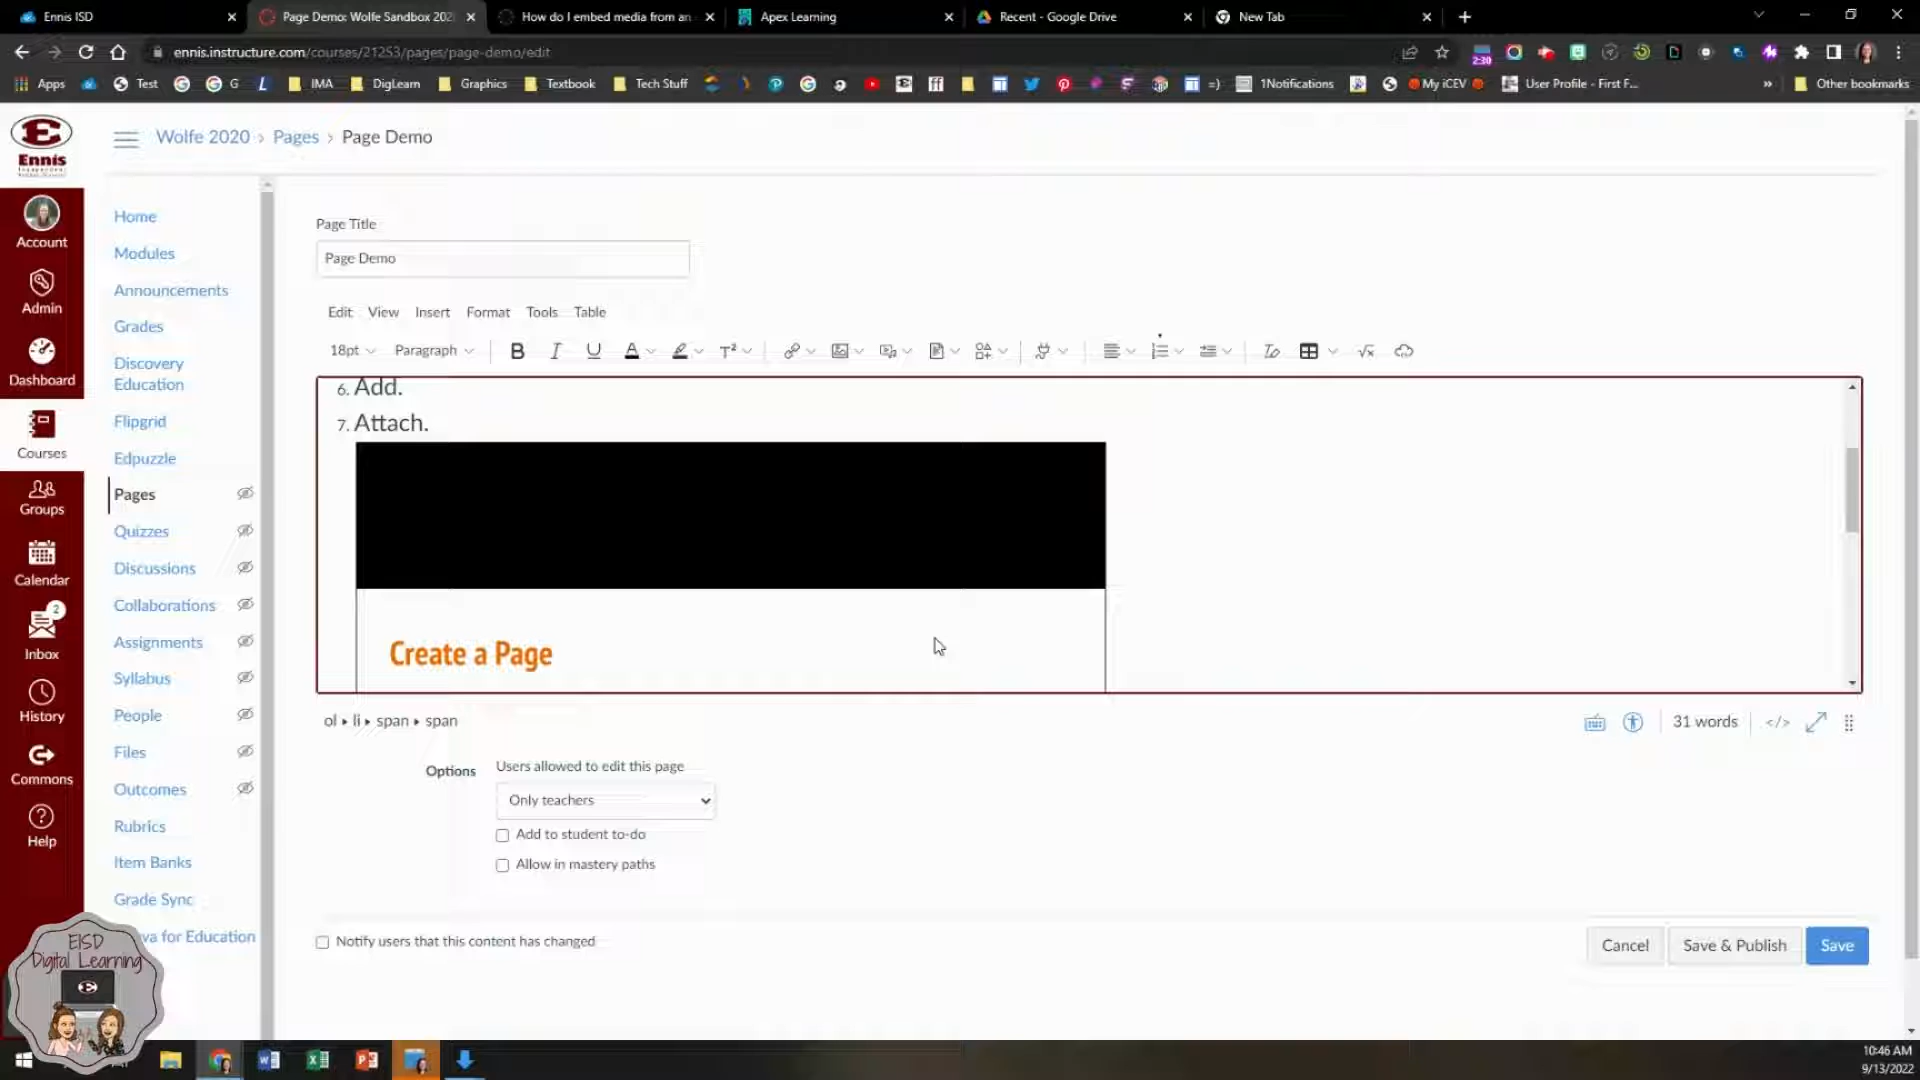 Ennis ISD
Page Demo: Wolfe Sandbox 202
How do I embed media from an
Apex Learning
Recent - Google Drive
New Tab
ennis.instructure.com/courses/21253/pages/page-demo/edit
2:30
Apps
Test
G
IMA
DigLearn
Graphics
Textbook
Tech Stuff
=)
1Notifications
My iCEV
User Profile - First F...
Other bookmarks
Ennis
Wolfe 2020 › Pages › Page Demo
Account
Admin
Dashboard
Courses
Groups
Calendar
2
Inbox
History
Commons
Help
Home
Modules
Announcements
Grades
Discovery
Education
Flipgrid
Edpuzzle
Pages
Quizzes
Discussions
Collaborations
Assignments
Syllabus
People
Files
Outcomes
Rubrics
Item Banks
Grade Sync
va for Education
Page Title
Page Demo
Edit View Insert Format Tools Table
18pt Paragraph
6. Add.
7. Attach.
Create a Page
ol ▸ li ▸ span ▸ span
31 words
</>
Options
Users allowed to edit this page
Only teachers
Add to student to-do
Allow in mastery paths
Notify users that this content has changed
Cancel
Save & Publish
Save
EISD
Digital Learning
10:46 AM
9/13/2022